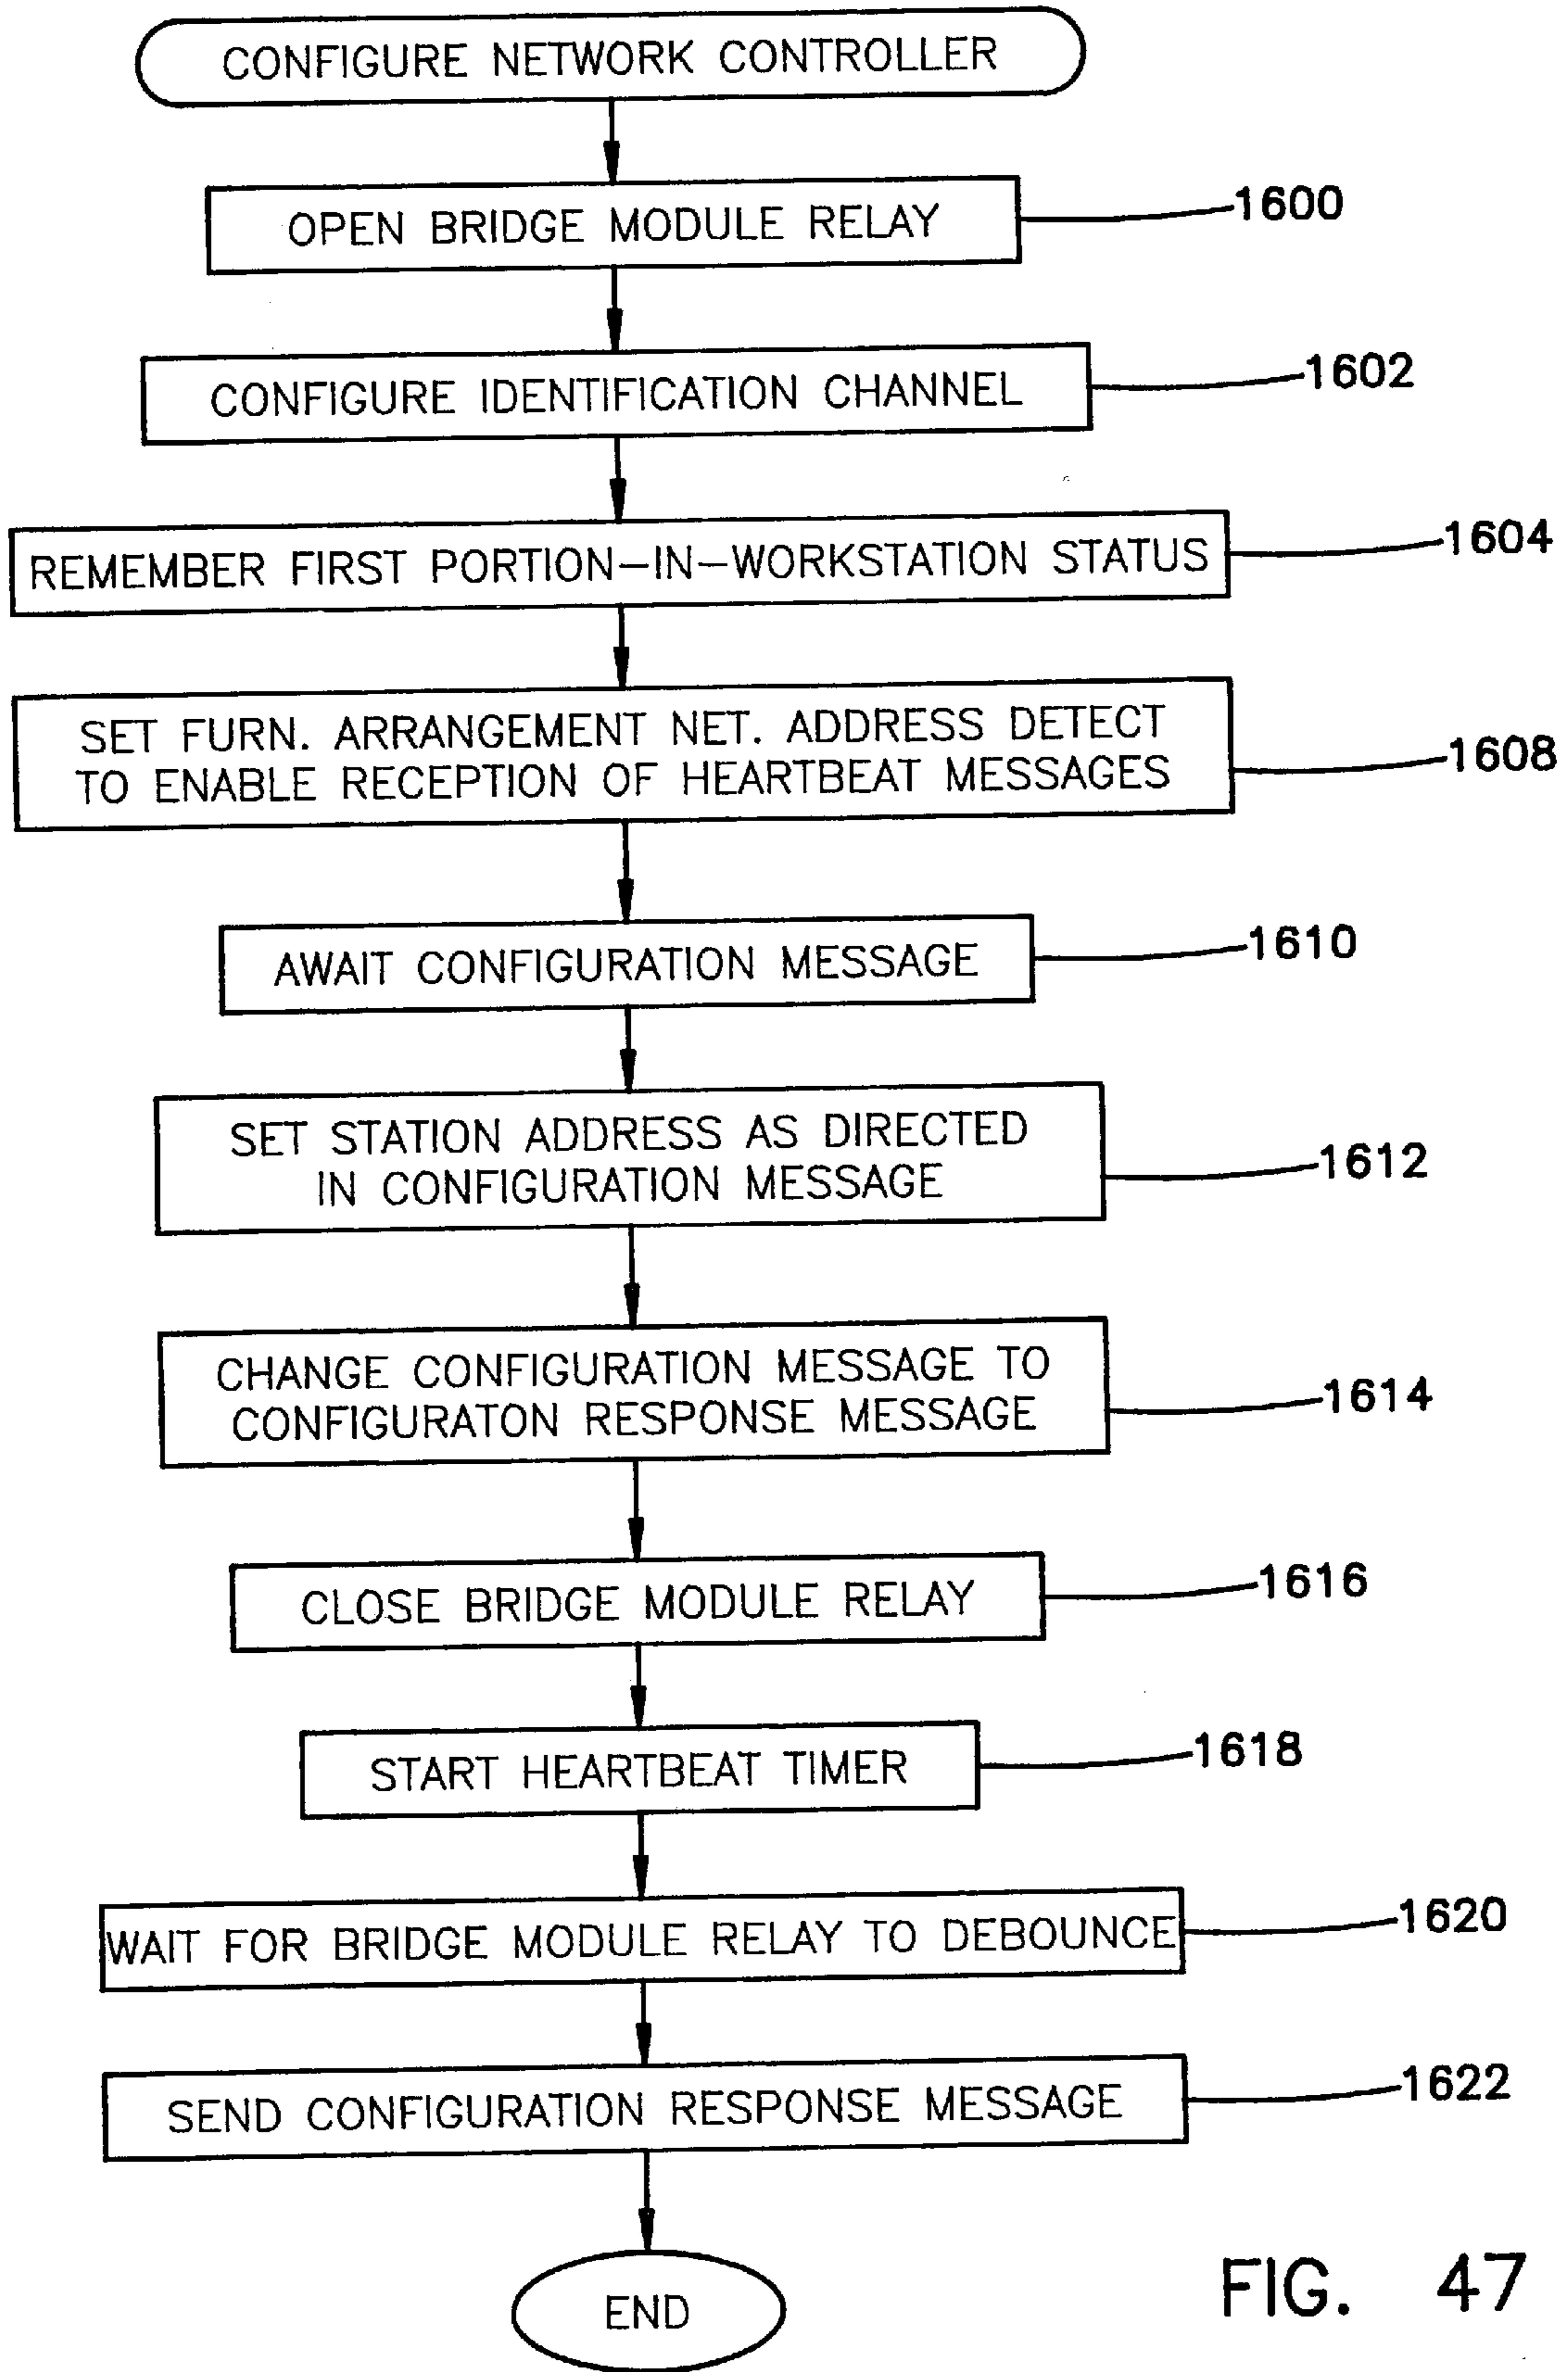 CONFIGURE NETWORK CONTROLLER
OPEN BRIDGE MODULE RELAY
1600
CONFIGURE IDENTIFICATION CHANNEL
1602
REMEMBER FIRST PORTION-IN-WORKSTATION STATUS
1604
SET FURN. ARRANGEMENT NET. ADDRESS DETECT
TO ENABLE RECEPTION OF HEARTBEAT MESSAGES
1608
AWAIT CONFIGURATION MESSAGE
1610
SET STATION ADDRESS AS DIRECTED
IN CONFIGURATION MESSAGE
1612
CHANGE CONFIGURATION MESSAGE TO
CONFIGURATON RESPONSE MESSAGE
1614
CLOSE BRIDGE MODULE RELAY
1616
START HEARTBEAT TIMER
1618
WAIT FOR BRIDGE MODULE RELAY TO DEBOUNCE
1620
SEND CONFIGURATION RESPONSE MESSAGE
1622
END
FIG. 47